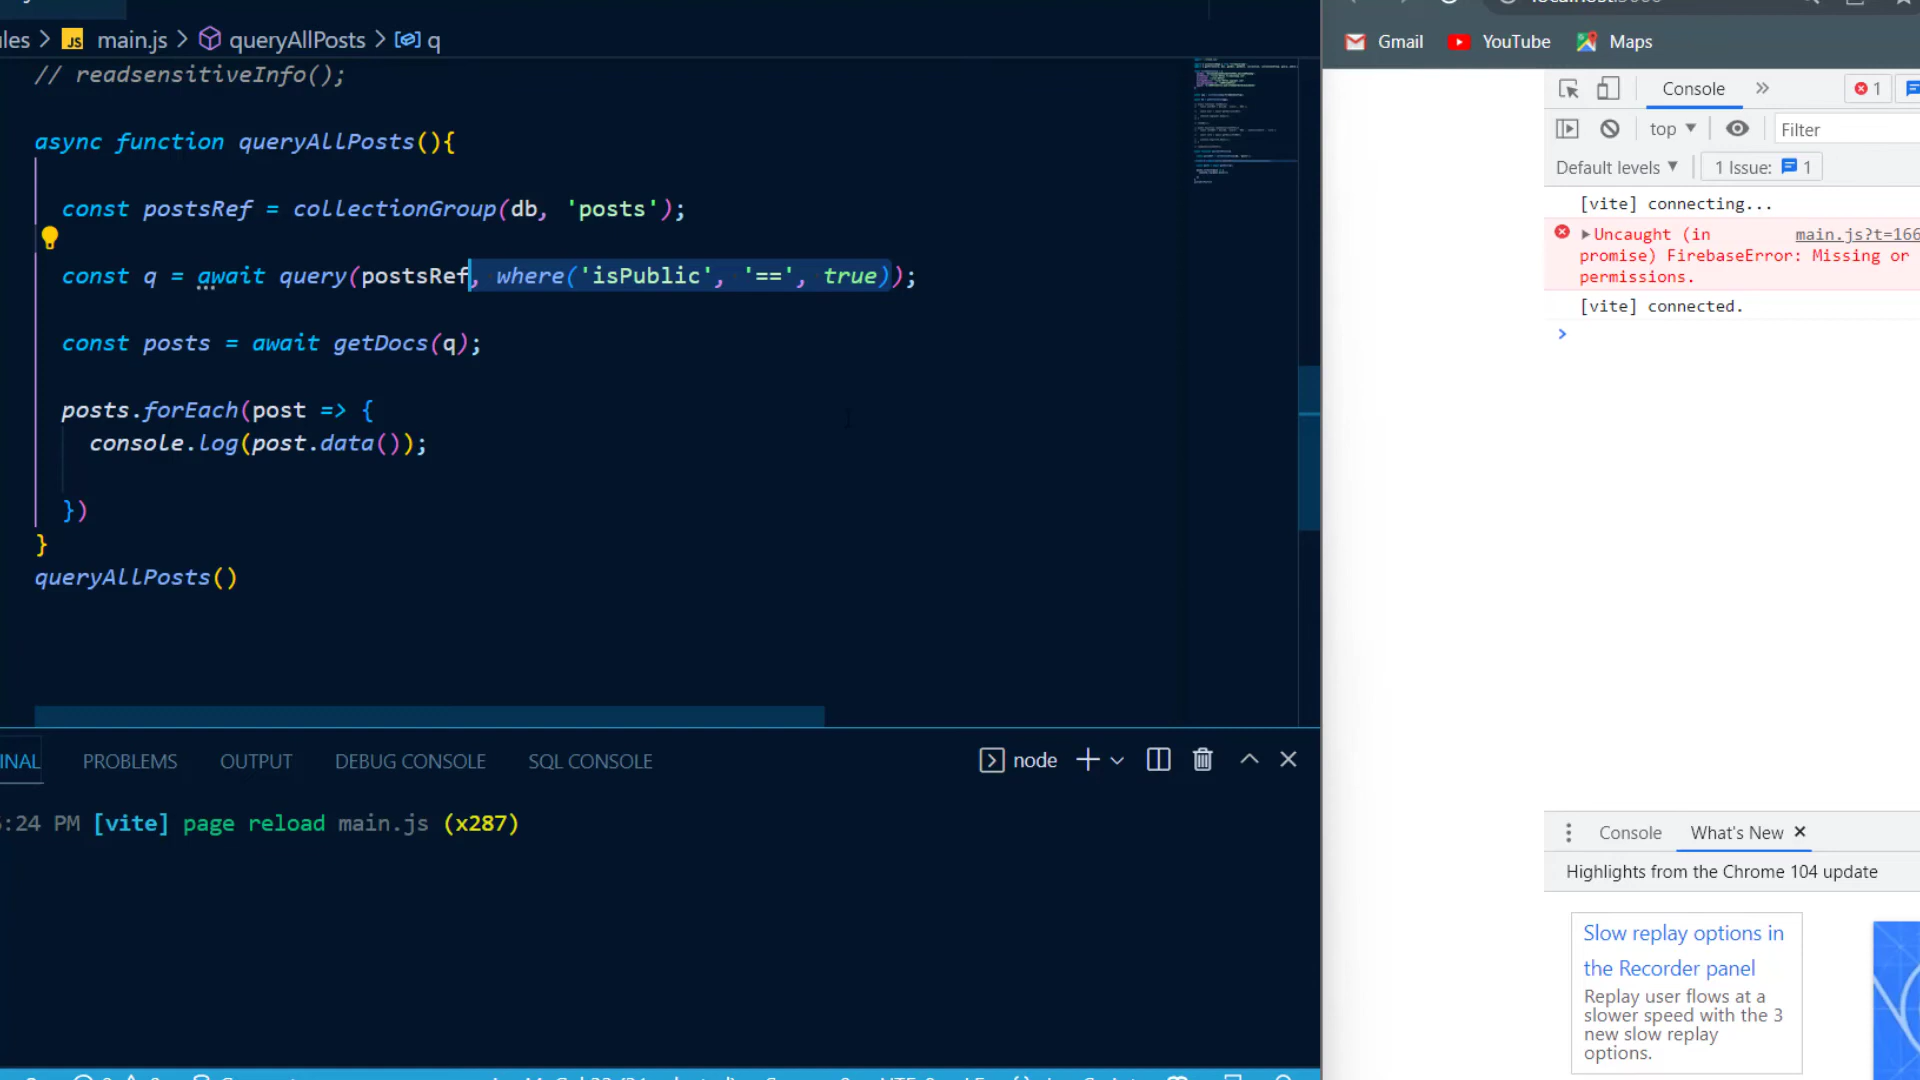 main.js > queryAllPosts > q
// readsensitiveInfo();
async function queryAllPosts(){
const postsRef = collectionGroup(db, 'posts');
const q = await query(postsRef, where('isPublic', '==', true));
const posts = await getDocs(q);
posts.forEach(post => {
console.log(post.data());
})
}
queryAllPosts()
PROBLEMS OUTPUT DEBUG CONSOLE SQL CONSOLE
node
:24 PM [vite] page reload main.js (x287)
Gmail YouTube Maps
Console
1
top
Filter
Default levels
1 Issue: 1
[vite] connecting...
Uncaught (in main.js?t=166
promise) FirebaseError: Missing or
permissions.
[vite] connected.
>
Console What's New
Highlights from the Chrome 104 update
Slow replay options in
the Recorder panel
Replay user flows at a
slower speed with the 3
new slow replay
options.